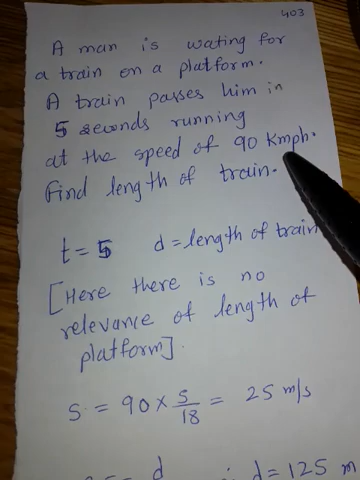 403
A man is wating for
a train on a platform.
A train passes him in
5 seconds running
at the speed of 90 Kmph.
Find length of train.
t = 5 d = length of train
[Here there is no
relevance of length of
platform].
S = 90 × 5/18 = 25 m/s
d ∴ d = 125 m